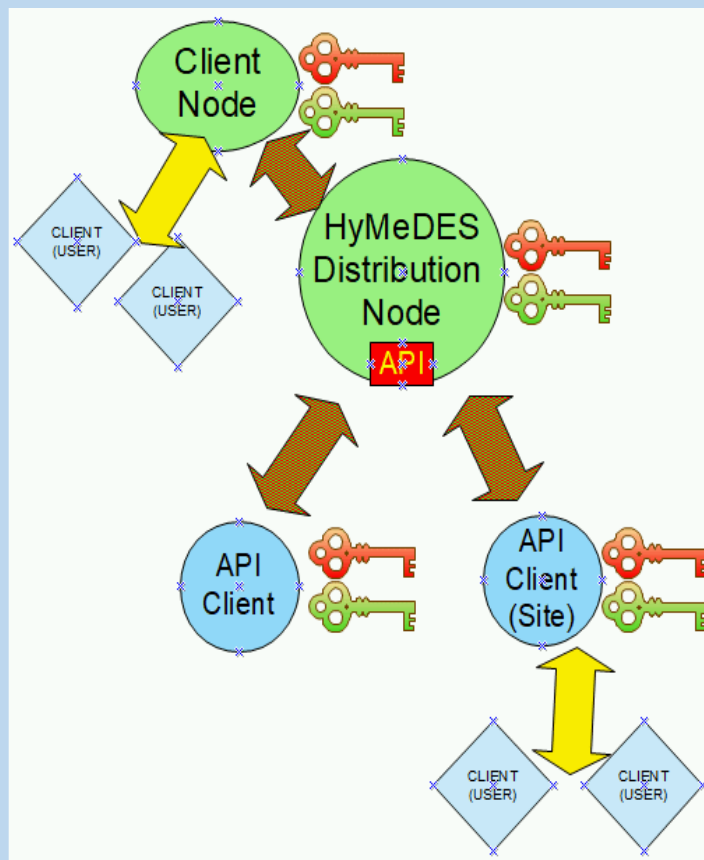 Client
Node
CLIENT
(USER)
CLIENT
(USER)
HyMeDES
Distribution
Node
API
API
Client
API
Client
(Site)
CLIENT
(USER)
CLIENT
(USER)